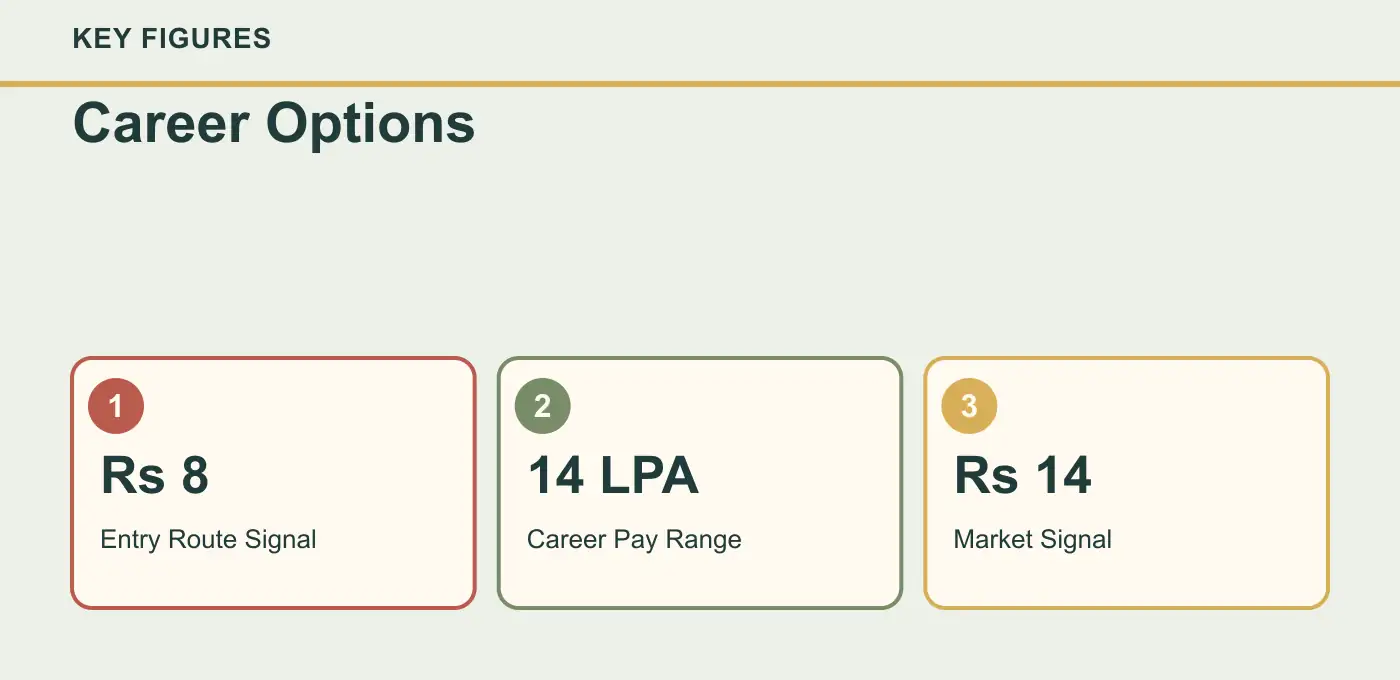 KEY FIGURES
Career Options
1
Rs 8
Entry Route Signal
2
14 LPA
Career Pay Range
3
Rs 14
Market Signal